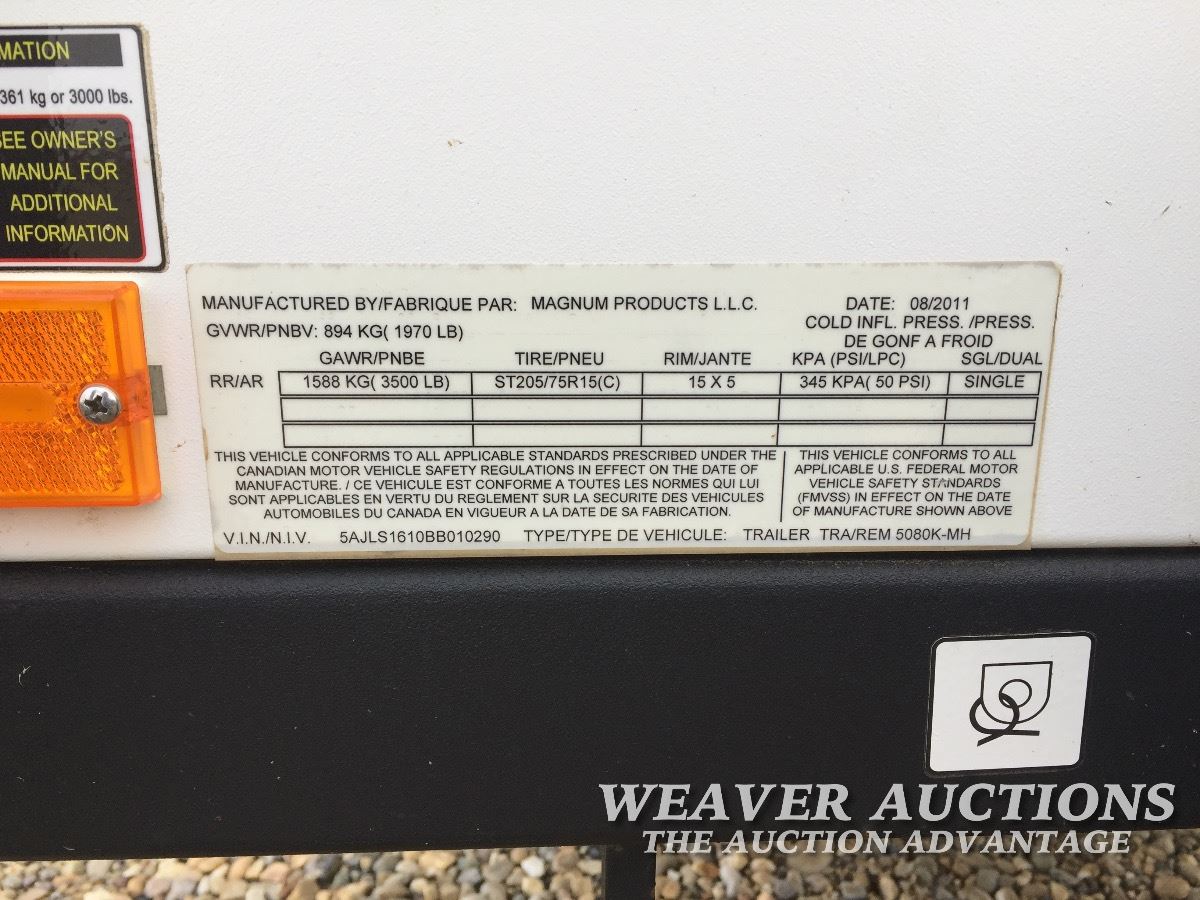 MATION
361 kg or 3000 lbs.
SEE OWNER'S
MANUAL FOR
ADDITIONAL
INFORMATION
MANUFACTURED BY/FABRIQUE PAR: MAGNUM PRODUCTS L.L.C. DATE: 08/2011
GVWR/PNBV: 894 KG( 1970 LB) COLD INFL. PRESS. /PRESS.
DE GONF A FROID
GAWR/PNBE TIRE/PNEU RIM/JANTE KPA (PSI/LPC) SGL/DUAL
RR/AR 1588 KG( 3500 LB) ST205/75R15(C) 15 X 5 345 KPA( 50 PSI) SINGLE
THIS VEHICLE CONFORMS TO ALL APPLICABLE STANDARDS PRESCRIBED UNDER THE
CANADIAN MOTOR VEHICLE SAFETY REGULATIONS IN EFFECT ON THE DATE OF
MANUFACTURE. / CE VEHICULE EST CONFORME A TOUTES LES NORMES QUI LUI
SONT APPLICABLES EN VERTU DU REGLEMENT SUR LA SECURITE DES VEHICULES
AUTOMOBILES DU CANADA EN VIGUEUR A LA DATE DE SA FABRICATION.
THIS VEHICLE CONFORMS TO ALL
APPLICABLE U.S. FEDERAL MOTOR
VEHICLE SAFETY STANDARDS
(FMVSS) IN EFFECT ON THE DATE
OF MANUFACTURE SHOWN ABOVE
V.I.N./N.I.V. 5AJLS1610BB010290 TYPE/TYPE DE VEHICULE: TRAILER TRA/REM 5080K-MH
WEAVER AUCTIONS
THE AUCTION ADVANTAGE